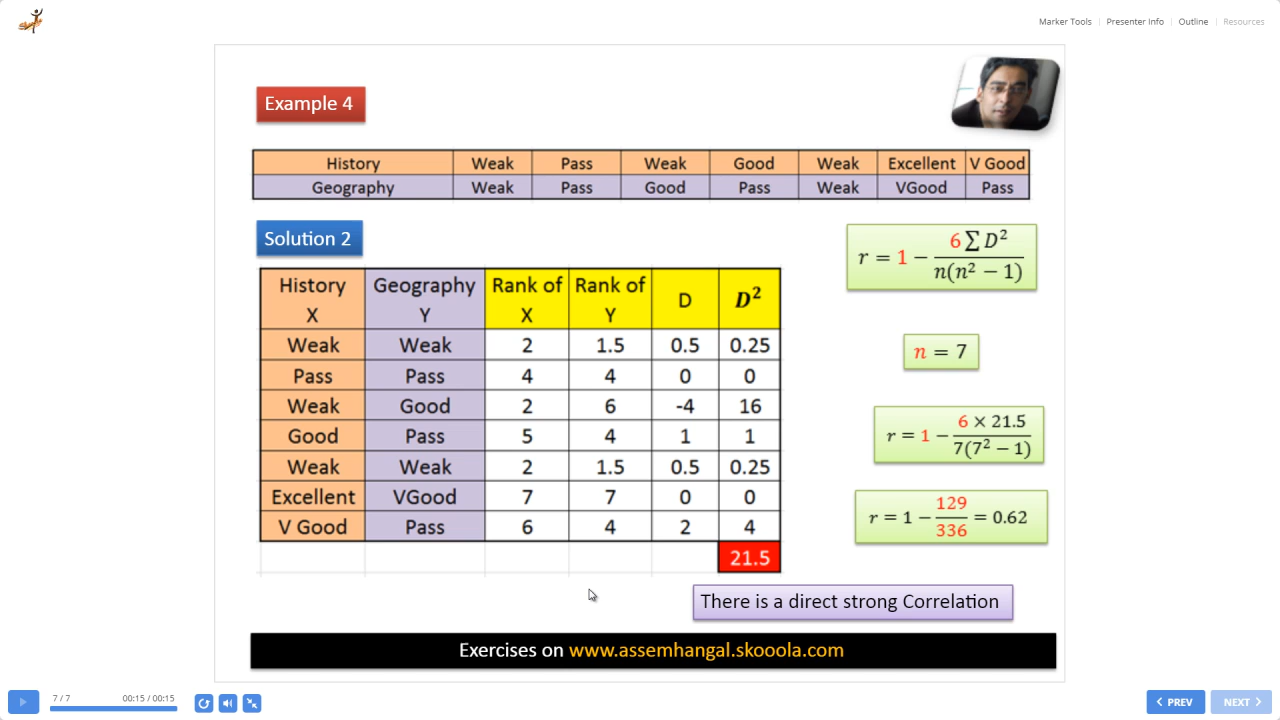 Marker Tools | Presenter Info | Outline | Resources
Example 4
History Weak Pass Weak Good Weak Excellent V Good
Geography Weak Pass Good Pass Weak VGood Pass
Solution 2
History X Geography Y Rank of X Rank of Y D D²
Weak Weak 2 1.5 0.5 0.25
Pass Pass 4 4 0 0
Weak Good 2 6 -4 16
Good Pass 5 4 1 1
Weak Weak 2 1.5 0.5 0.25
Excellent VGood 7 7 0 0
V Good Pass 6 4 2 4
21.5
r = 1 − 6∑D² / n(n² − 1)
n = 7
r = 1 − 6 × 21.5 / 7(7² − 1)
r = 1 − 129 / 336 = 0.62
There is a direct strong Correlation
Exercises on www.assemhangal.skooola.com
7 / 7 00:15 / 00:15
PREV NEXT